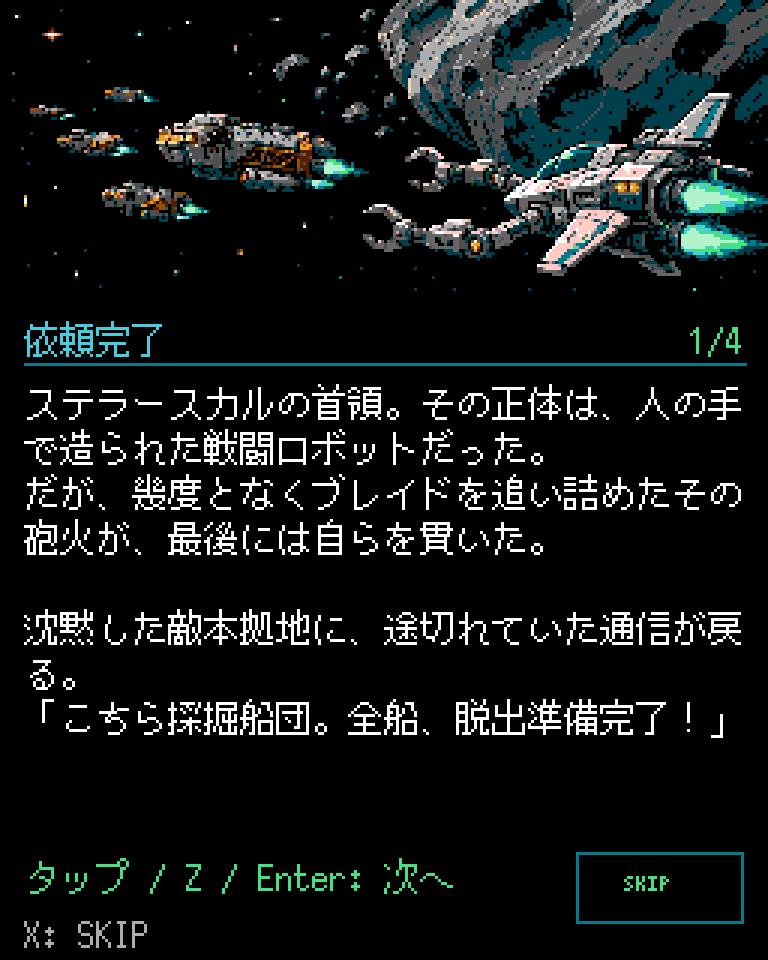 依頼完了
1/4
ステラースカルの首領。その正体は、人の手
で造られた戦闘ロボットだった。
だが、幾度となくブレイドを追い詰めたその
砲火が、最後には自らを貫いた。
沈黙した敵本拠地に、途切れていた通信が戻
る。
「こちら採掘船団。全船、脱出準備完了！」
タップ / Z / Enter: 次へ
SKIP
X: SKIP